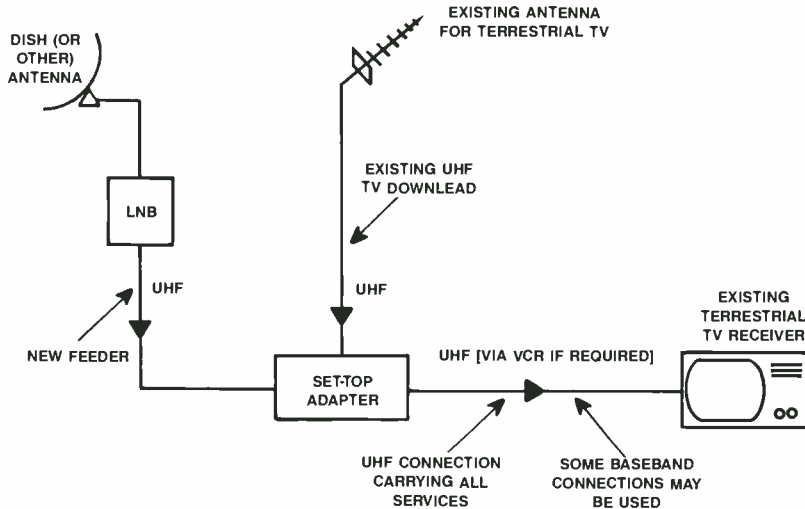 EXISTING ANTENNA
FOR TERRESTRIAL TV
DISH (OR
OTHER)
ANTENNA
EXISTING UHF
TV DOWNLEAD
LNB
UHF
UHF
NEW FEEDER
EXISTING
TERRESTRIAL
TV RECEIVER
SET-TOP
ADAPTER
UHF [VIA VCR IF REQUIRED]
UHF CONNECTION
CARRYING ALL
SERVICES
SOME BASEBAND
CONNECTIONS MAY
BE USED